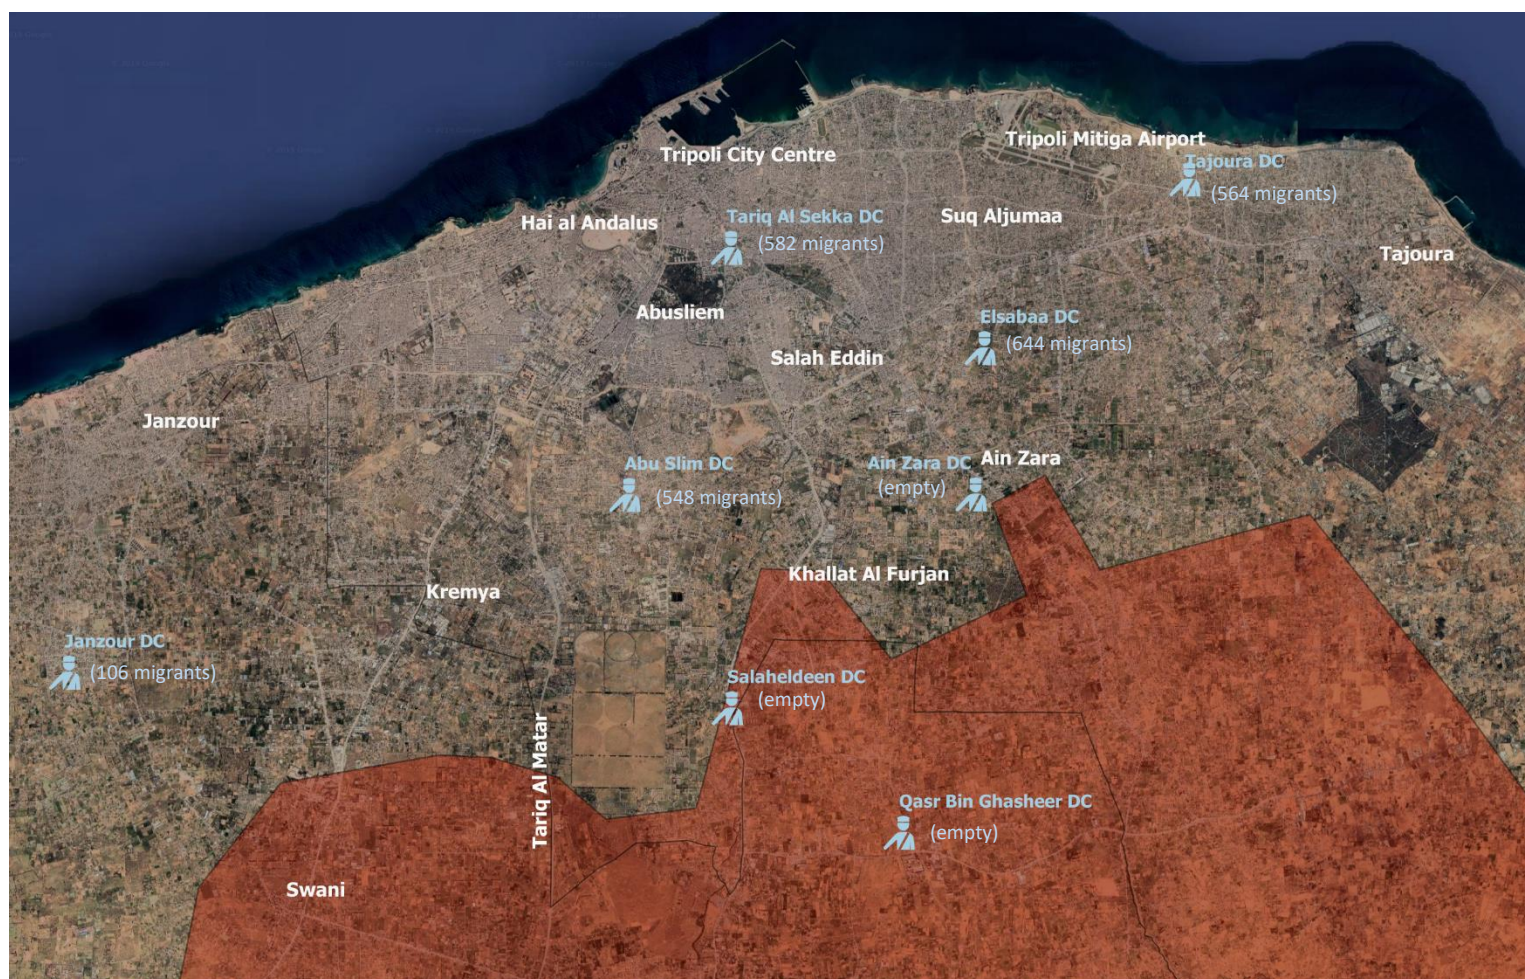 Tripoli Mitiga Airport
Tripoli City Centre
Tajoura DC
(564 migrants)
Hai al Andalus
Tariq Al Sekka DC
(582 migrants)
Suq Aljumaa
Tajoura
Abusliem
Elsabaa DC
(644 migrants)
Salah Eddin
Janzour
Abu Slim DC
(548 migrants)
Ain Zara DC
(empty)
Ain Zara
Khallat Al Furjan
Kremya
Janzour DC
(106 migrants)
Salaheldeen DC
(empty)
Tariq Al Matar
Qasr Bin Ghasheer DC
(empty)
Swani